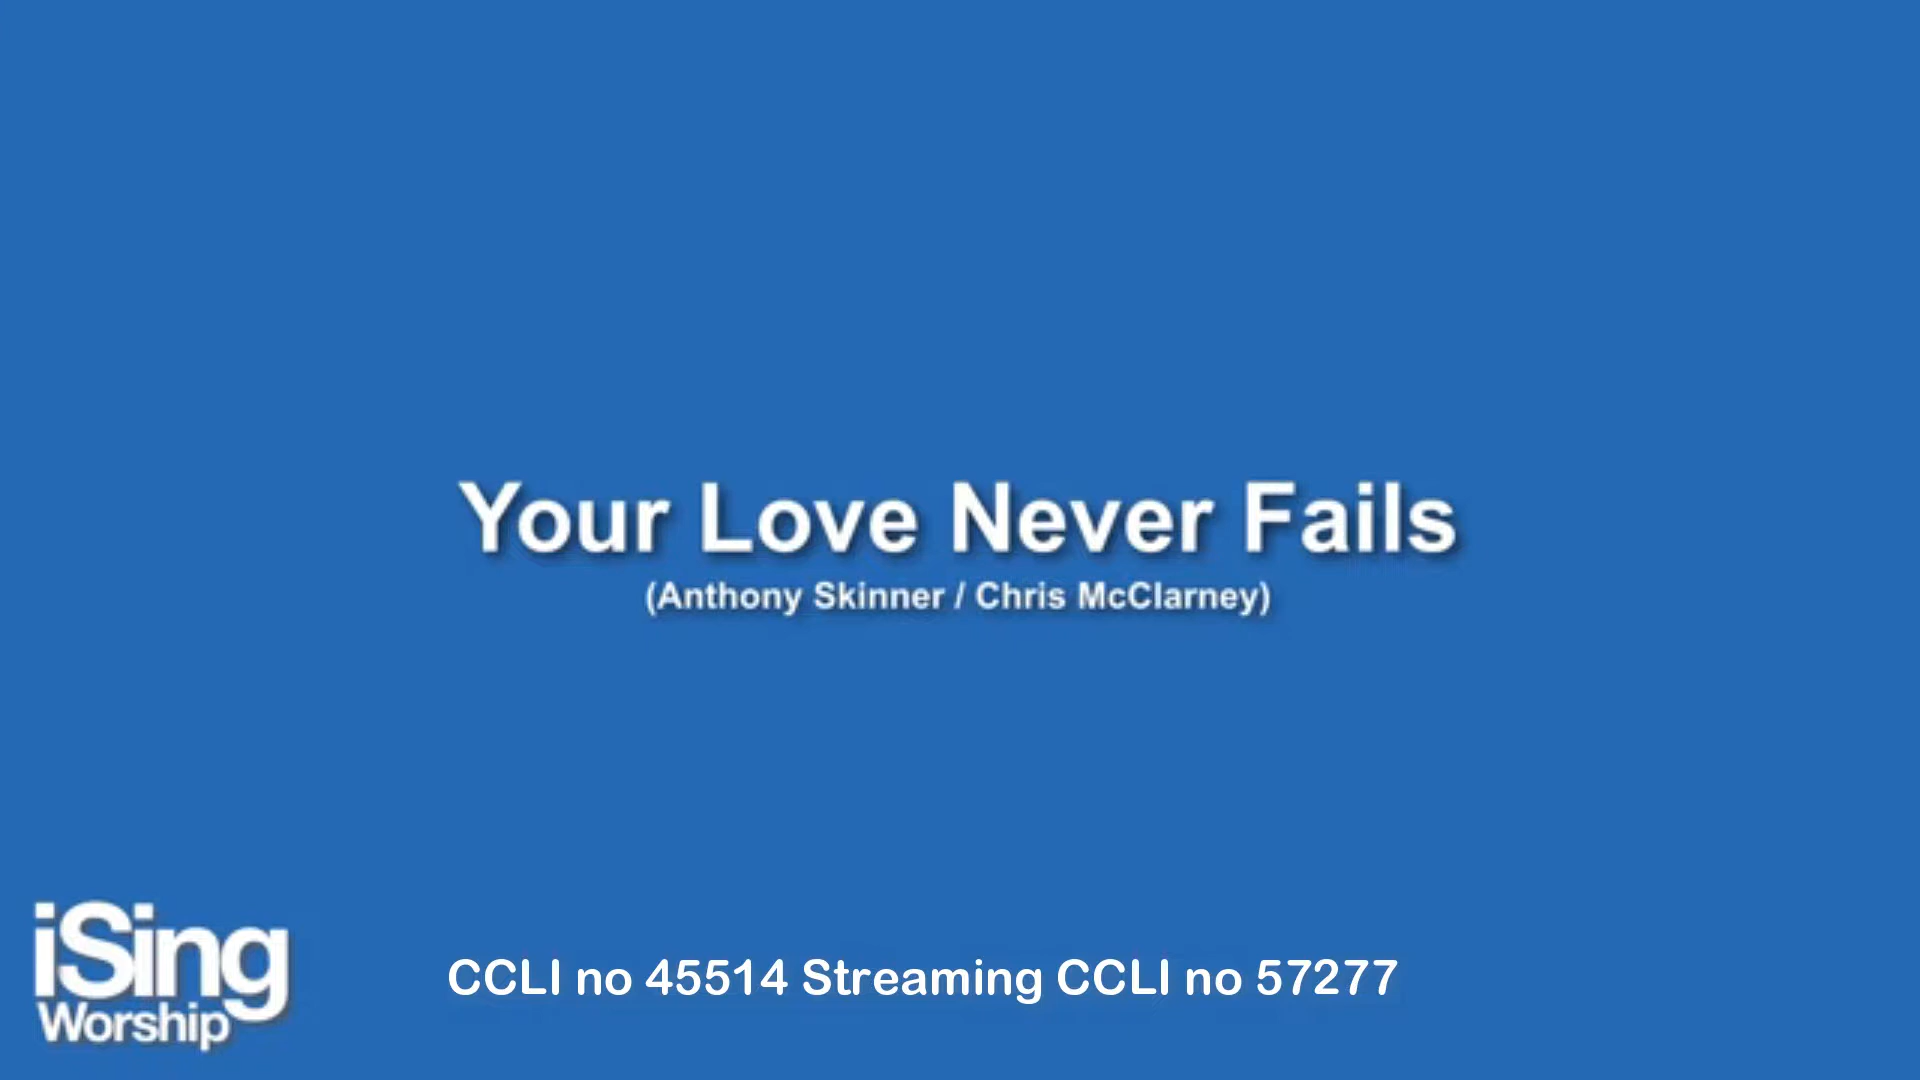 Your Love Never Fails
(Anthony Skinner / Chris McClarney)
iSing
Worship
CCLI no 45514 Streaming CCLI no 57277